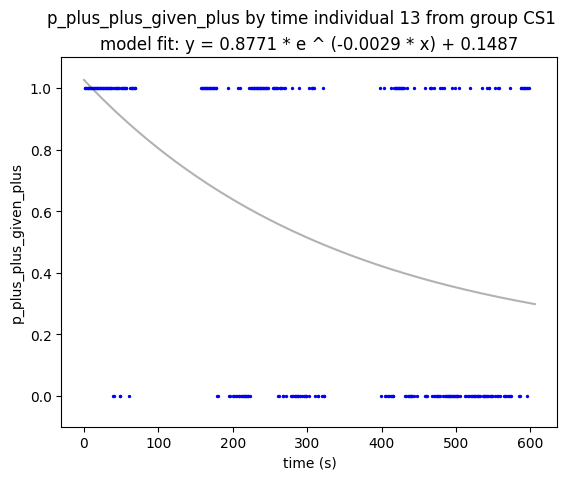 p_plus_plus_given_plus by time individual 13 from group CS1
model fit: y = 0.8771 * e ^ (-0.0029 * x) + 0.1487
1.0
0.8
0.6
0.4
0.2
0.0
p_plus_plus_given_plus
0 100 200 300 400 500 600
time (s)